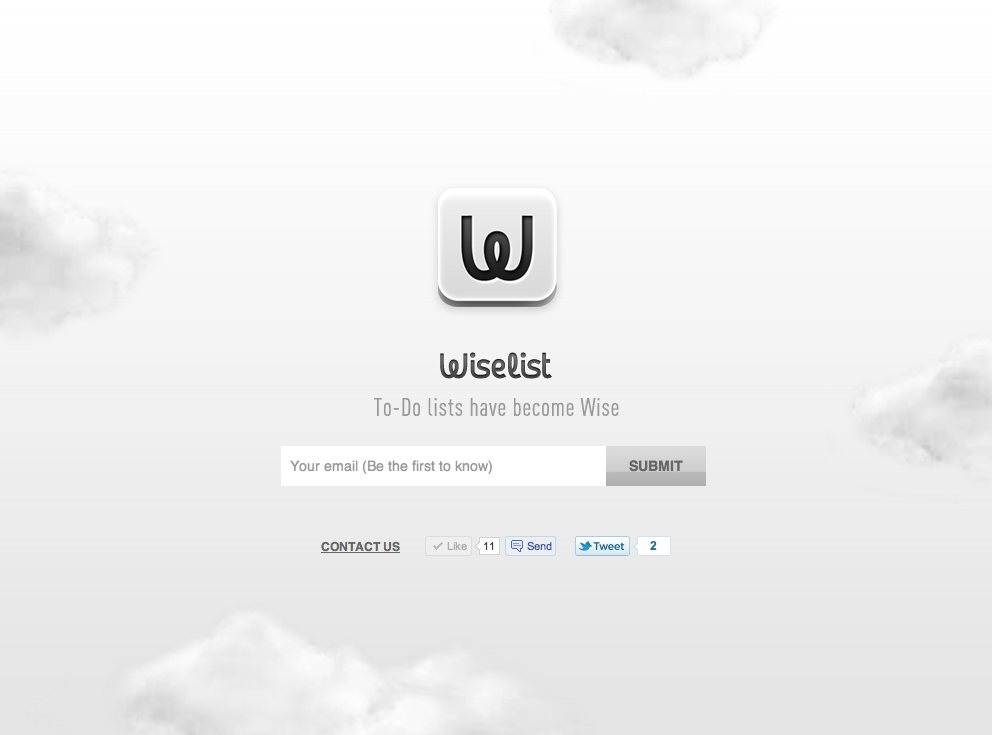 W
Wiselist
To-Do lists have become Wise
Your email (Be the first to know) SUBMIT
CONTACT US Like 11 Send Tweet 2